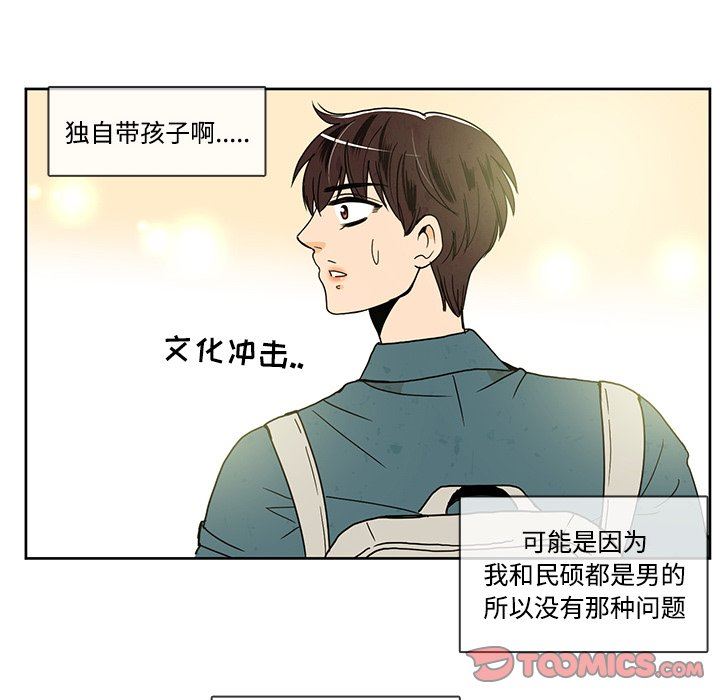 独自带孩子啊.....
文化冲击..
可能是因为
我和民硕都是男的
所以没有那种问题
TOOMICS.COM